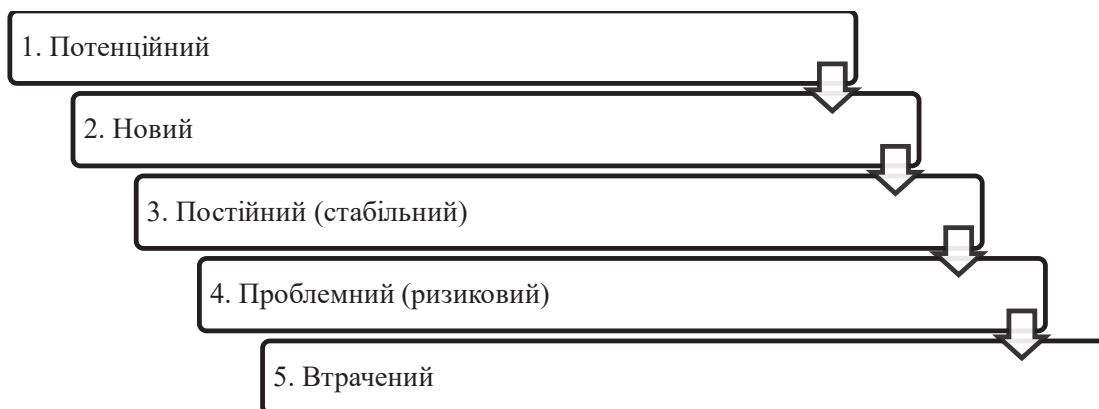 1. Потенційний
2. Новий
3. Постійний (стабільний)
4. Проблемний (ризиковий)
5. Втрачений